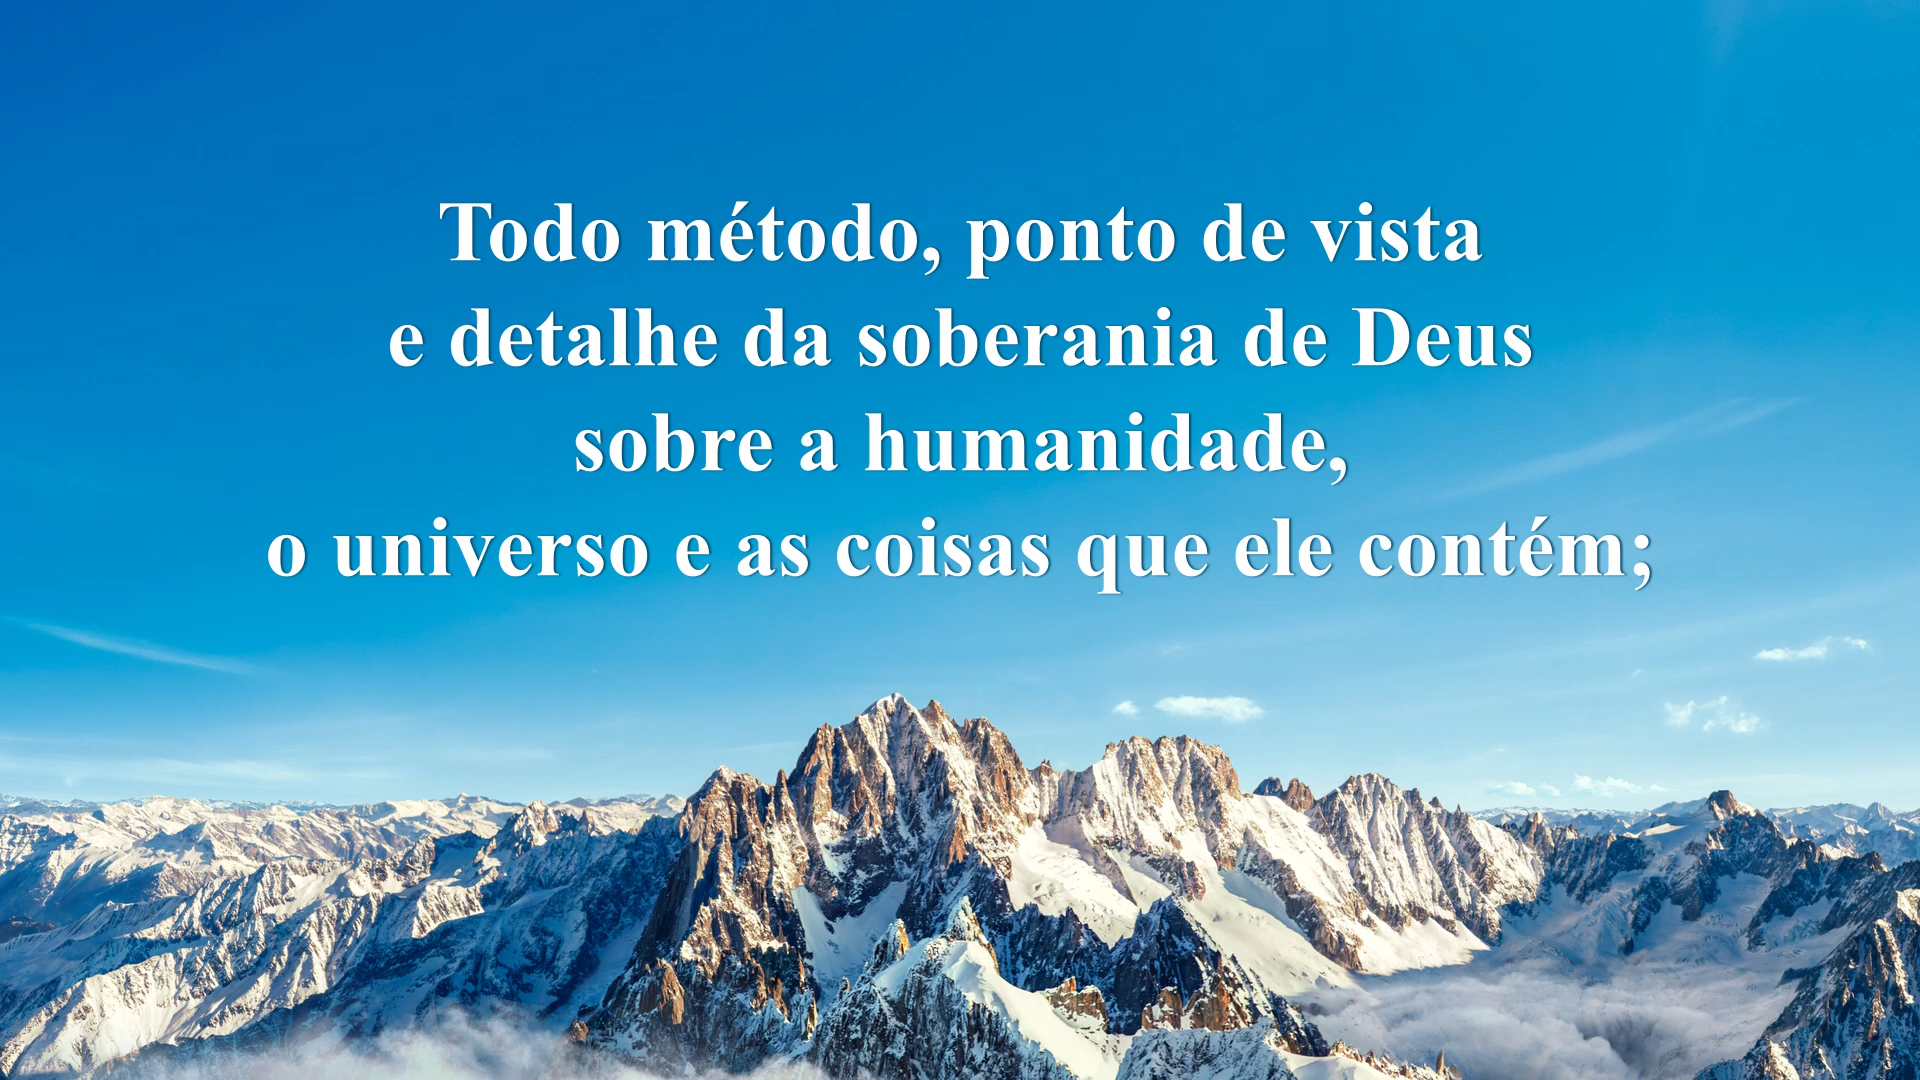 Todo método, ponto de vista
e detalhe da soberania de Deus
sobre a humanidade,
o universo e as coisas que ele contém;